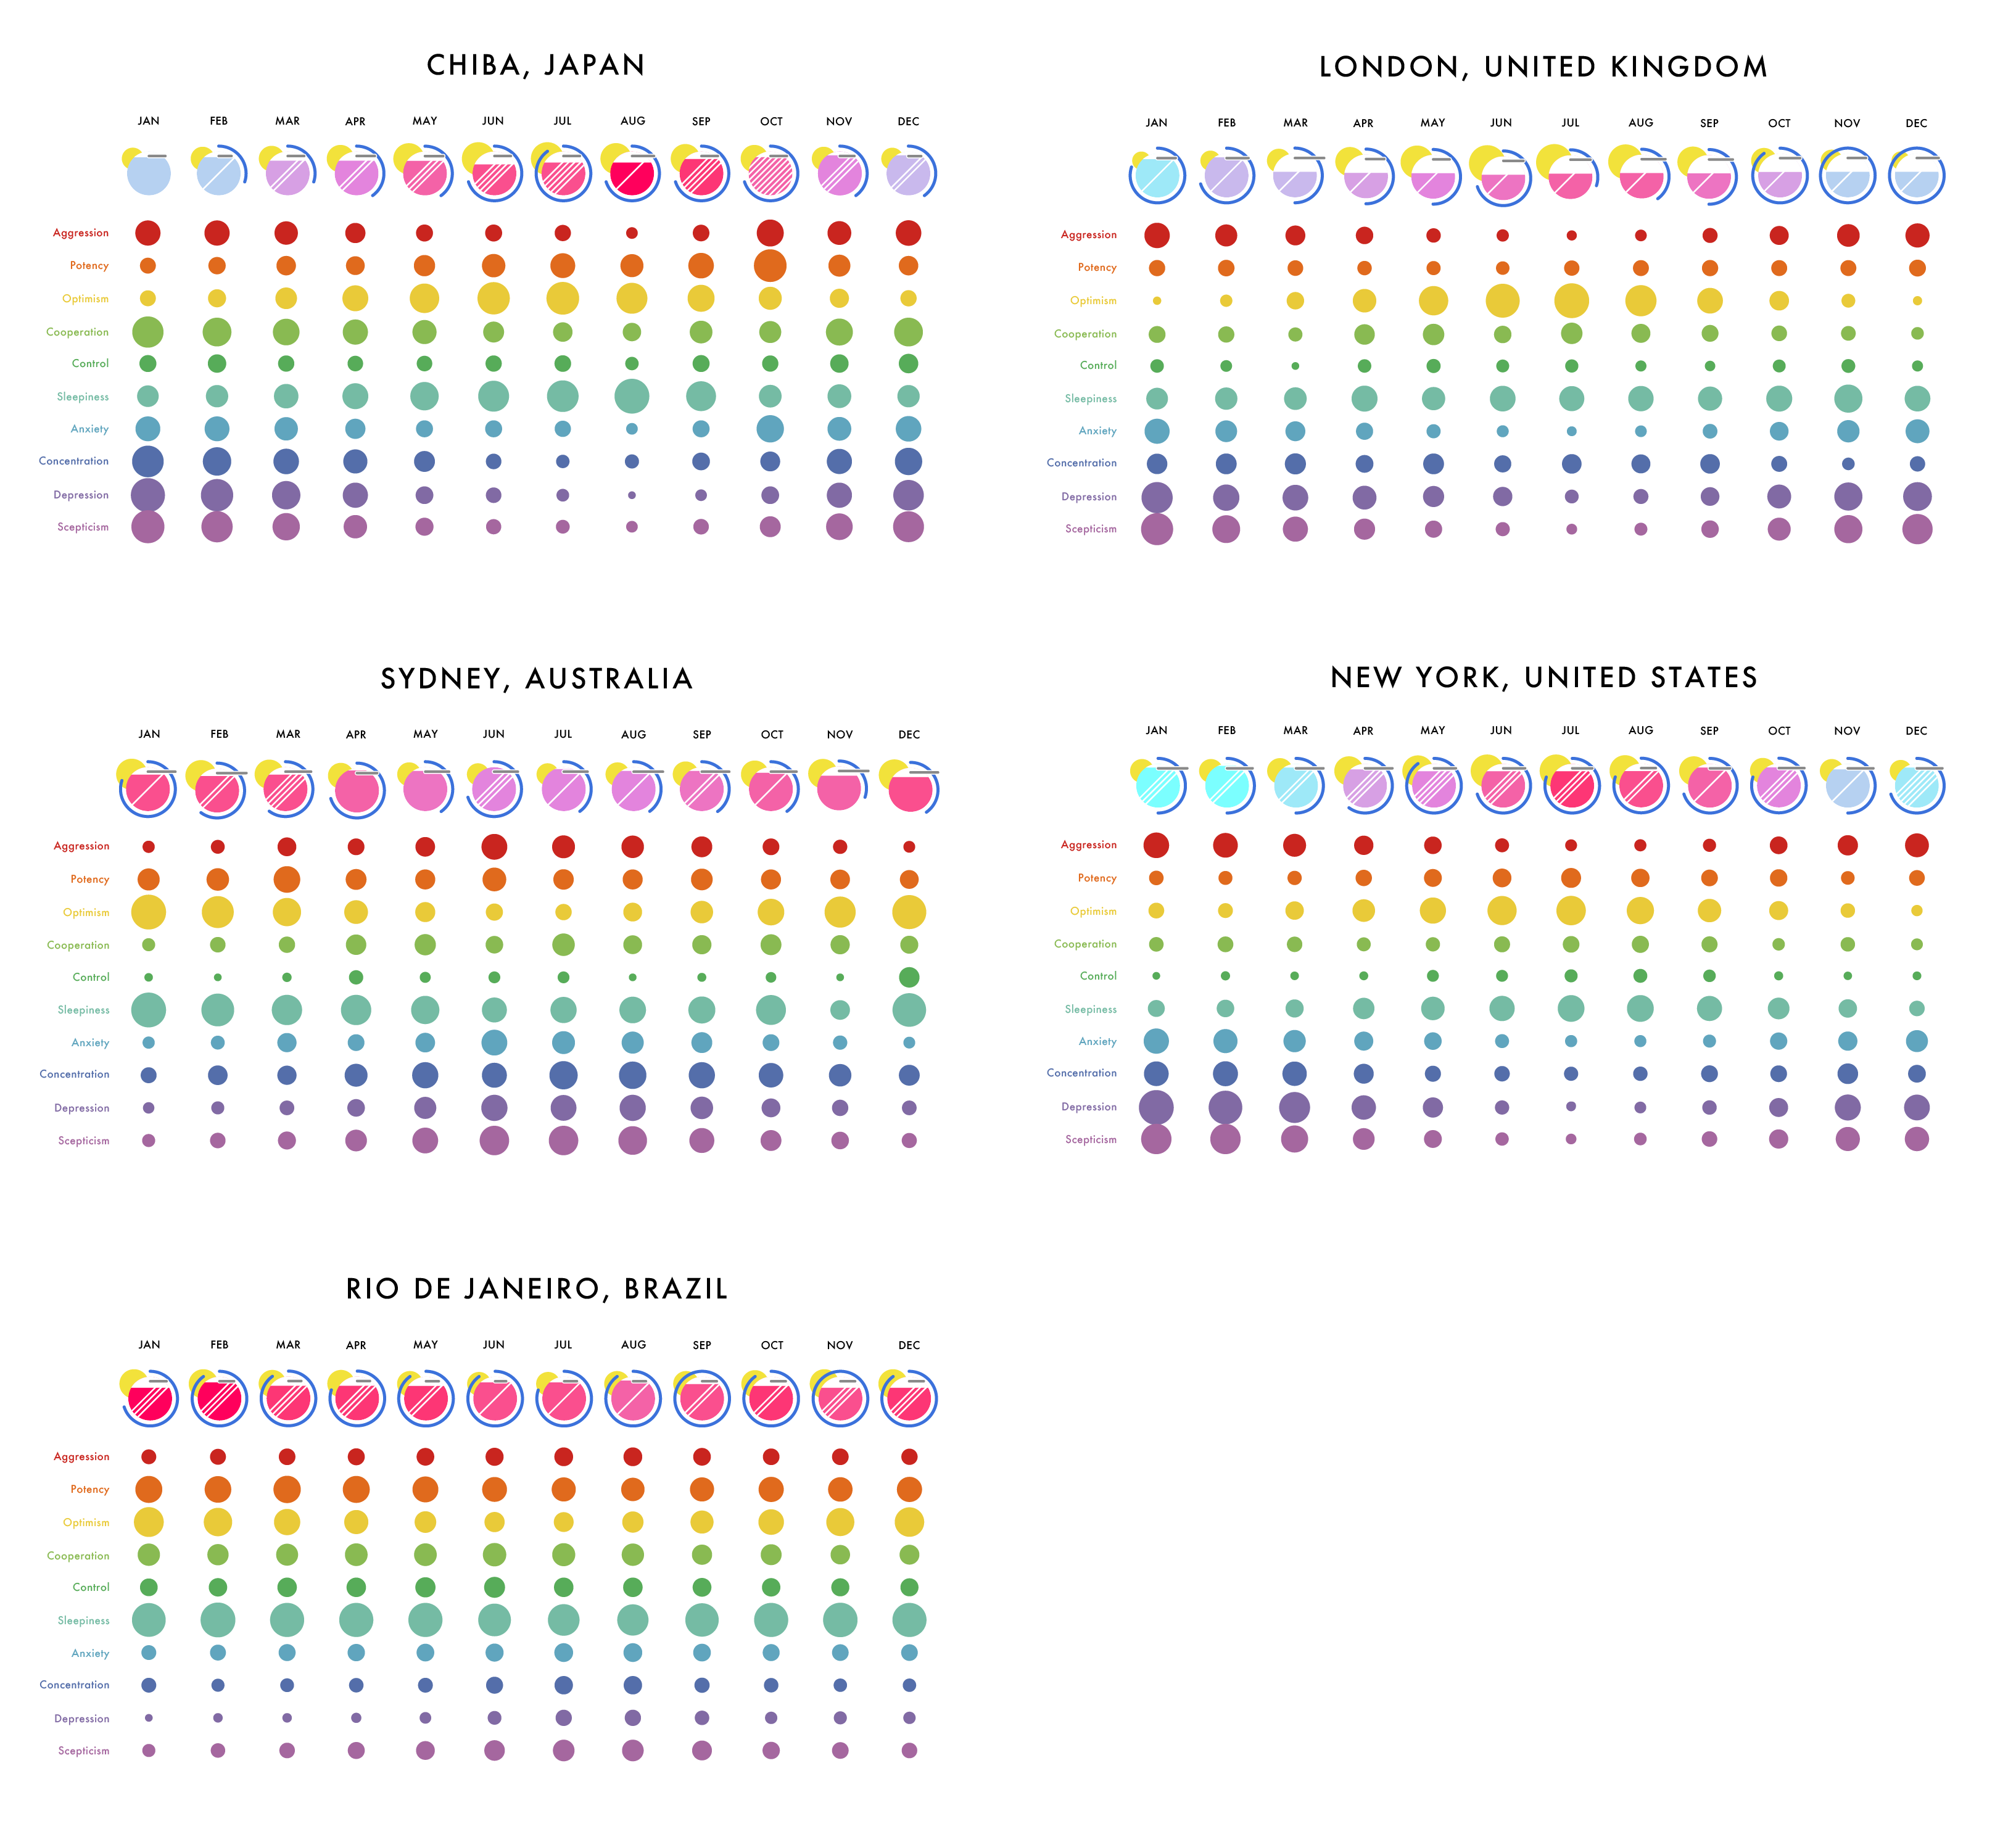 CHIBA, JAPAN
JAN FEB MAR APR MAY JUN JUL AUG SEP OCT NOV DEC
Aggression
Potency
Optimism
Cooperation
Control
Sleepiness
Anxiety
Concentration
Depression
Scepticism
LONDON, UNITED KINGDOM
JAN FEB MAR APR MAY JUN JUL AUG SEP OCT NOV DEC
Aggression
Potency
Optimism
Cooperation
Control
Sleepiness
Anxiety
Concentration
Depression
Scepticism
SYDNEY, AUSTRALIA
JAN FEB MAR APR MAY JUN JUL AUG SEP OCT NOV DEC
Aggression
Potency
Optimism
Cooperation
Control
Sleepiness
Anxiety
Concentration
Depression
Scepticism
NEW YORK, UNITED STATES
JAN FEB MAR APR MAY JUN JUL AUG SEP OCT NOV DEC
Aggression
Potency
Optimism
Cooperation
Control
Sleepiness
Anxiety
Concentration
Depression
Scepticism
RIO DE JANEIRO, BRAZIL
JAN FEB MAR APR MAY JUN JUL AUG SEP OCT NOV DEC
Aggression
Potency
Optimism
Cooperation
Control
Sleepiness
Anxiety
Concentration
Depression
Scepticism